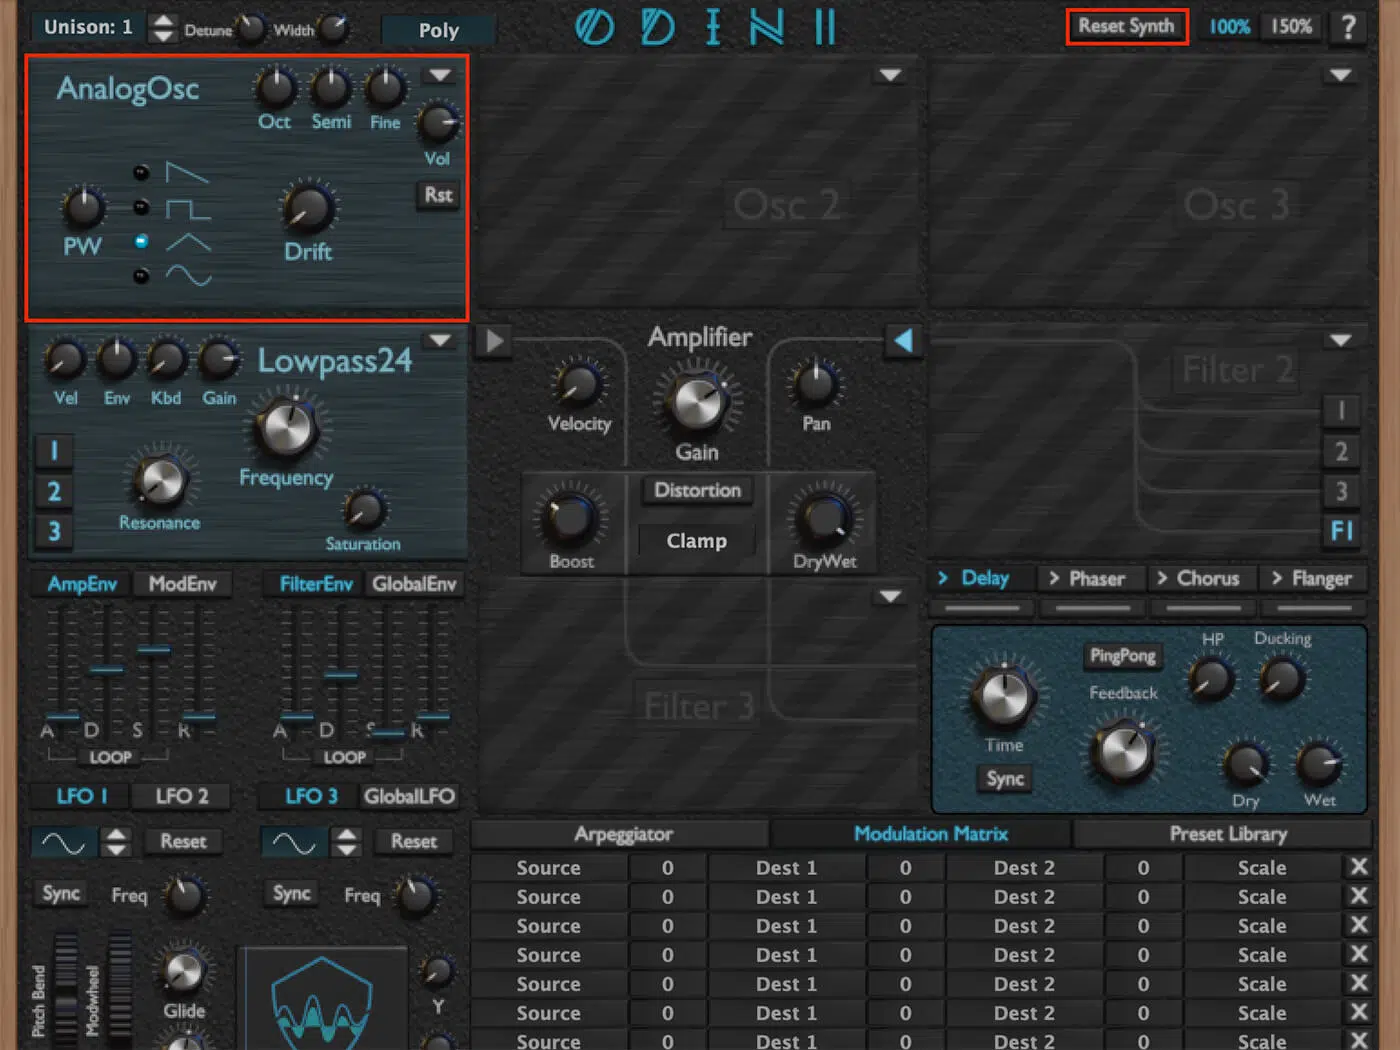 Unison: 1 Detune Width Poly ODIN II Reset Synth 100% 150% ?
AnalogOsc Oct Semi Fine
Vol
Rst
PW Drift
Osc 2
Osc 3
Vel Env Kbd Gain Lowpass24
1
2
3
Frequency
Resonance
Saturation
Amplifier
Velocity Gain Pan
Distortion
Clamp
Boost DryWet
Filter 2
1
2
3
F1
Filter 3
AmpEnv ModEnv FilterEnv GlobalEnv
A D S R
LOOP
A D S R
LOOP
> Delay > Phaser > Chorus > Flanger
PingPong HP Ducking
Feedback
Time
Sync
Dry Wet
LFO 1 LFO 2 LFO 3 GlobalLFO
Reset Reset
Sync Freq Sync Freq
Pitch Bend Modwheel Glide Y
Arpeggiator Modulation Matrix Preset Library
Source 0 Dest 1 0 Dest 2 0 Scale X
Source 0 Dest 1 0 Dest 2 0 Scale X
Source 0 Dest 1 0 Dest 2 0 Scale X
Source 0 Dest 1 0 Dest 2 0 Scale X
Source 0 Dest 1 0 Dest 2 0 Scale X
Source 0 Dest 1 0 Dest 2 0 Scale X
Source 0 Dest 1 0 Dest 2 0 Scale X